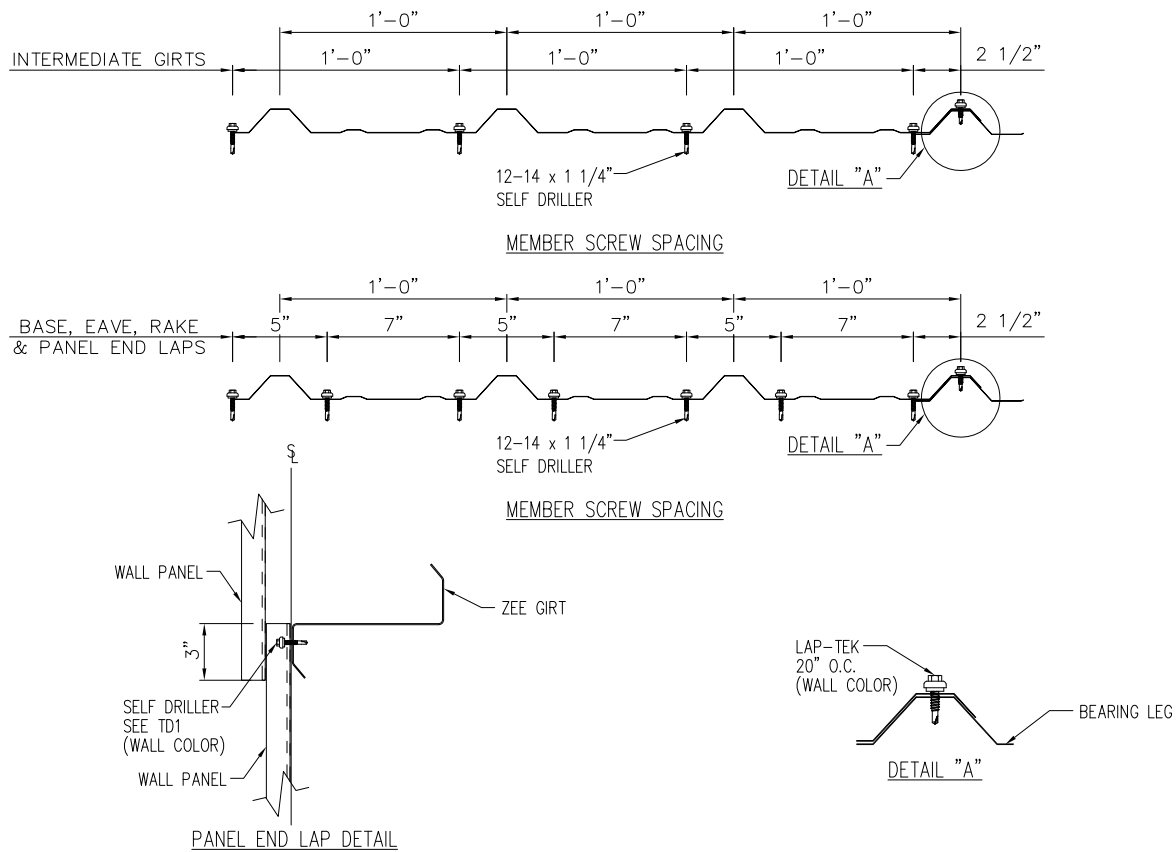 1'-0" 1'-0" 1'-0"
INTERMEDIATE GIRTS 1'-0" 1'-0" 1'-0" 2 1/2"
12-14 x 1 1/4"
SELF DRILLER
DETAIL "A"
MEMBER SCREW SPACING
1'-0" 1'-0" 1'-0"
BASE, EAVE, RAKE
& PANEL END LAPS
5" 7" 5" 7" 5" 7" 2 1/2"
12-14 x 1 1/4"
SELF DRILLER
DETAIL "A"
MEMBER SCREW SPACING
WALL PANEL
ZEE GIRT
3"
SELF DRILLER
SEE TD1
(WALL COLOR)
WALL PANEL
PANEL END LAP DETAIL
LAP-TEK
20" O.C.
(WALL COLOR)
BEARING LEG
DETAIL "A"